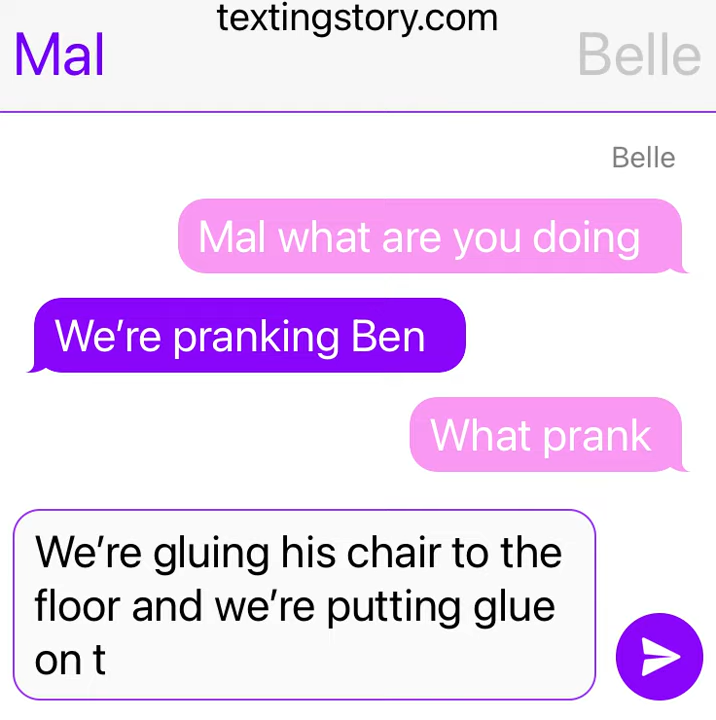 textingstory.com
Mal Belle
Belle
Mal what are you doing
We’re pranking Ben
What prank
We’re gluing his chair to the
floor and we’re putting glue
on t